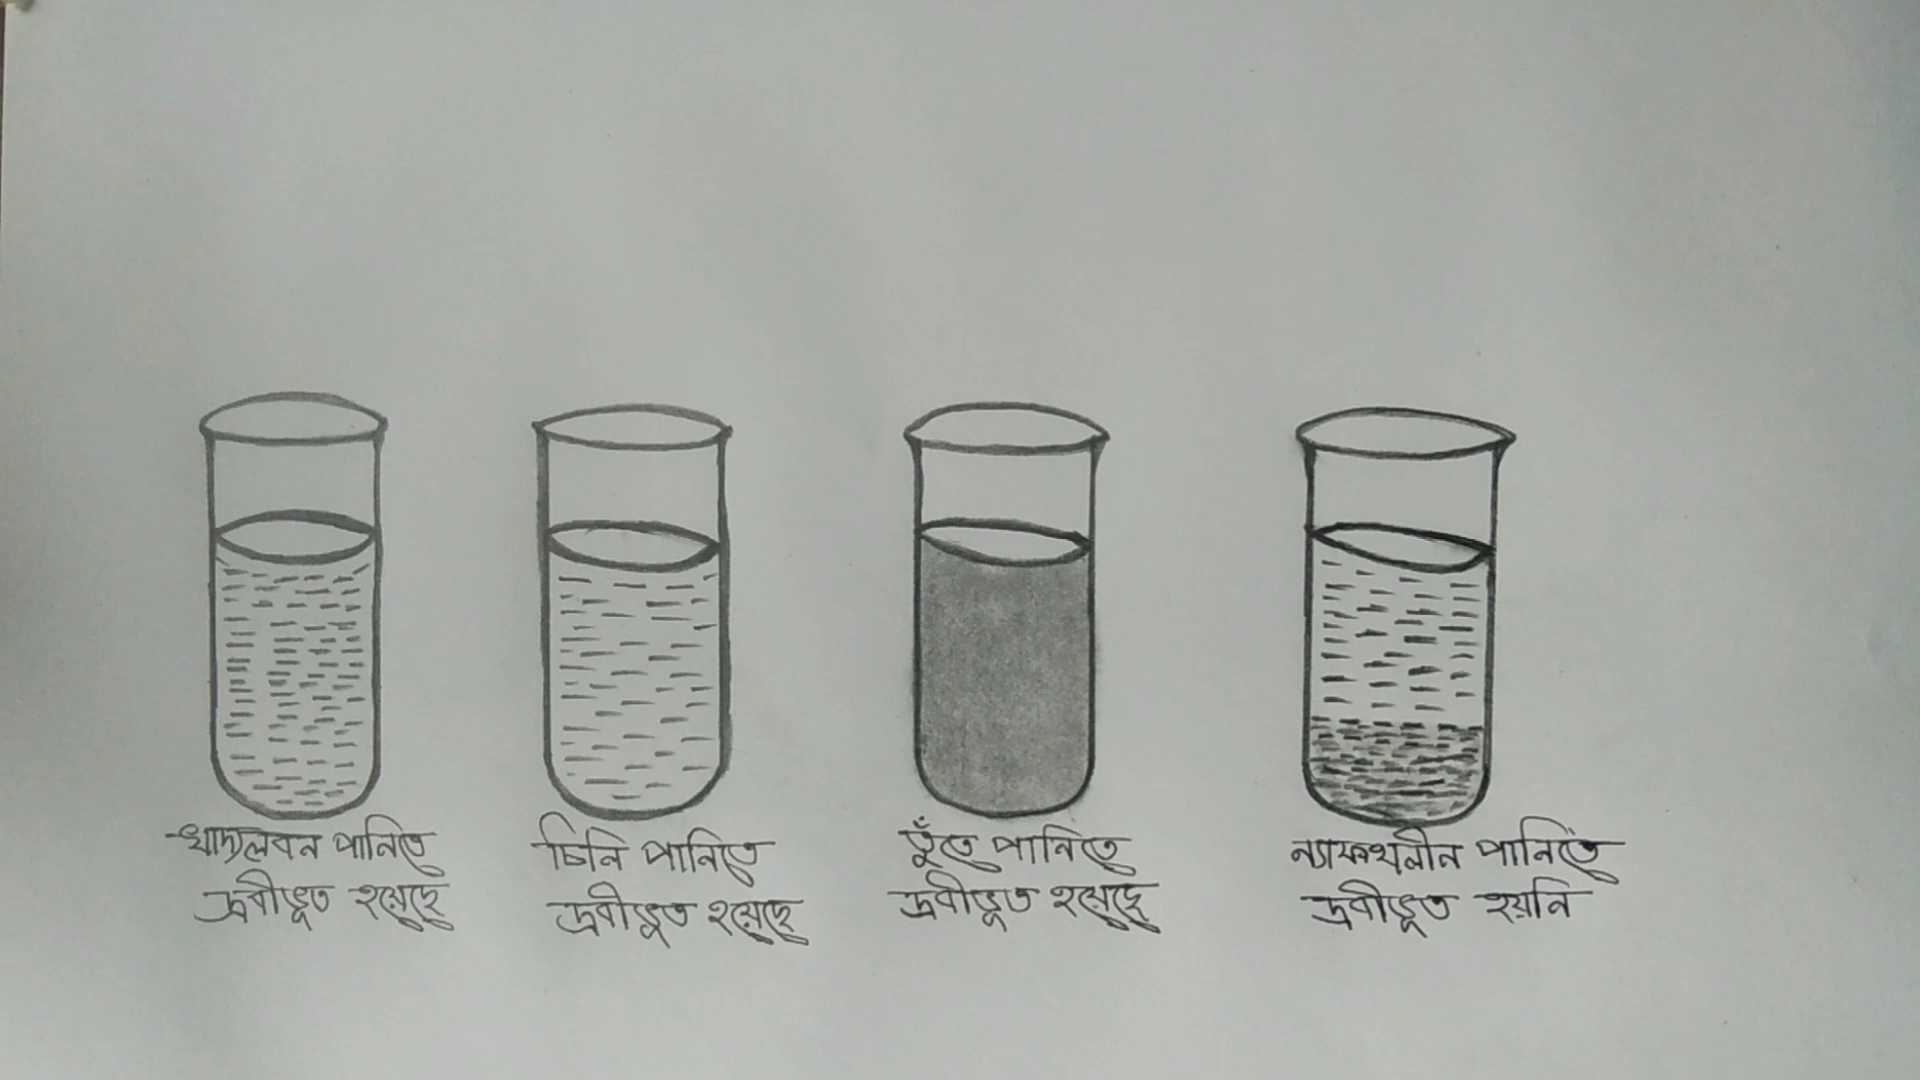 খাদ্যলবন পানিতে
দ্রবীভূত হয়েছে
চিনি পানিতে
দ্রবীভূত হয়েছে
তুঁতে পানিতে
দ্রবীভূত হয়েছে
ন্যাফথলীন পানিতে
দ্রবীভূত হয়নি